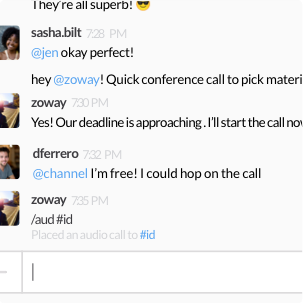 They're all superb! 😎
sasha.bilt 7:28 PM
@jen okay perfect!
hey @zoway! Quick conference call to pick materi
zoway 7:30 PM
Yes! Our deadline is approaching . I'll start the call no
dferrero 7:32 PM
@channel I'm free! I could hop on the call
zoway 7:35 PM
/aud #id
Placed an audio call to #id